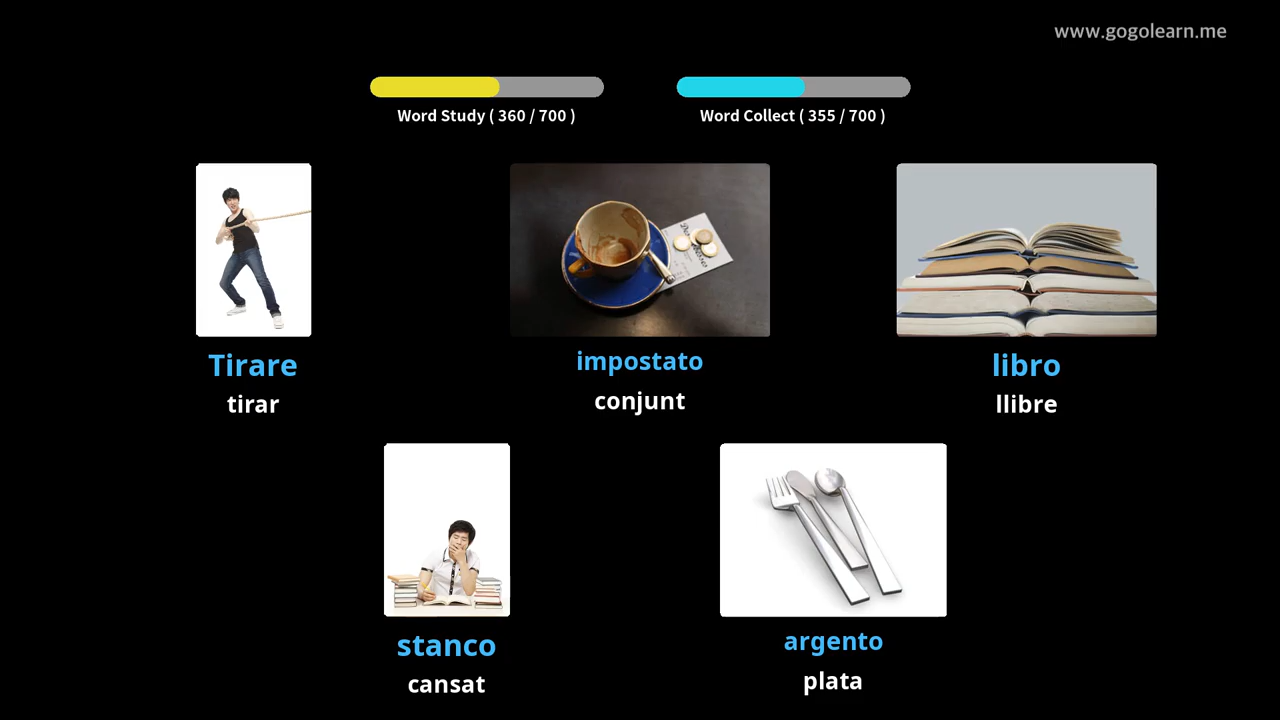 www.gogolearn.me
Word Study ( 360 / 700 )
Word Collect ( 355 / 700 )
Tirare
tirar
impostato
conjunt
libro
llibre
stanco
cansat
argento
plata